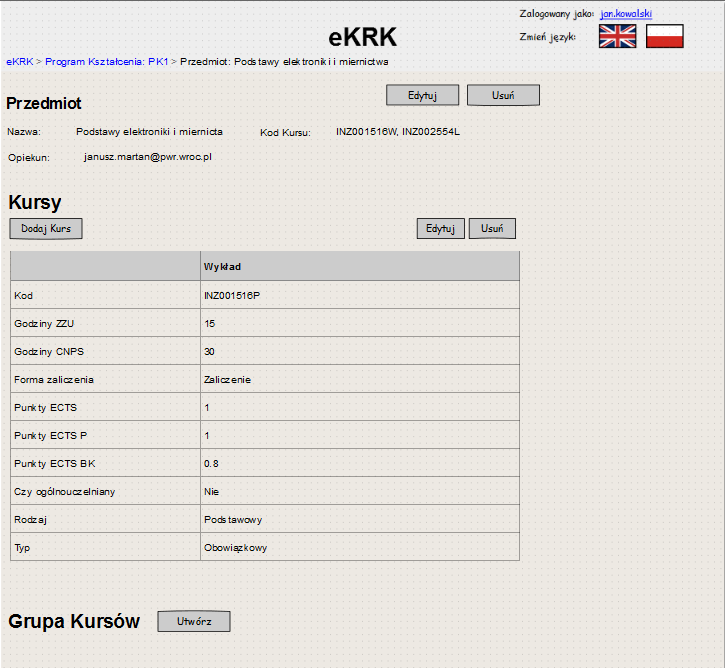 Zalogowany jako: jan.kowalski
eKRK
Zmień język:
eKRK > Program Kształcenia: PK1 > Przedmiot: Podstawy elektroniki i miernictwa
Przedmiot
Edytuj Usuń
Nazwa: Podstawy elektroniki i miernicta Kod Kursu: INZ001516W, INZ002554L
Opiekun: janusz.martan@pwr.wroc.pl
Kursy
Dodaj Kurs Edytuj Usuń
Wykład
Kod INZ001516P
Godziny ZZU 15
Godziny CNPS 30
Forma zaliczenia Zaliczenie
Punkty ECTS 1
Punkty ECTS P 1
Punkty ECTS BK 0.8
Czy ogólnouczelniany Nie
Rodzaj Podstawowy
Typ Obowiązkowy
Grupa Kursów Utwórz